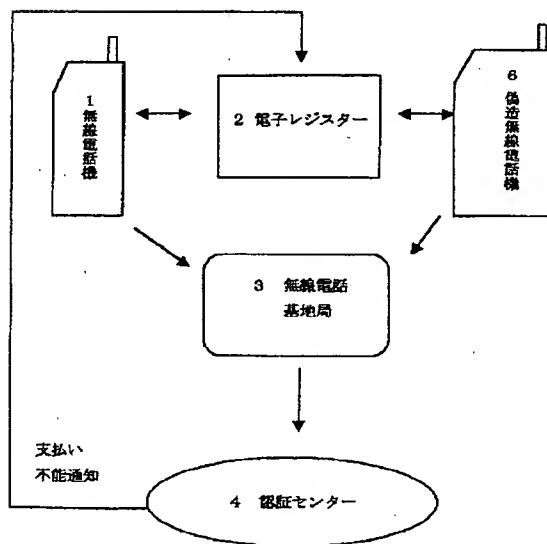 1 無線電話機
2 電子レジスター
6 偽造無線電話機
3 無線電話
基地局
支払い
不能通知
4 認証センター